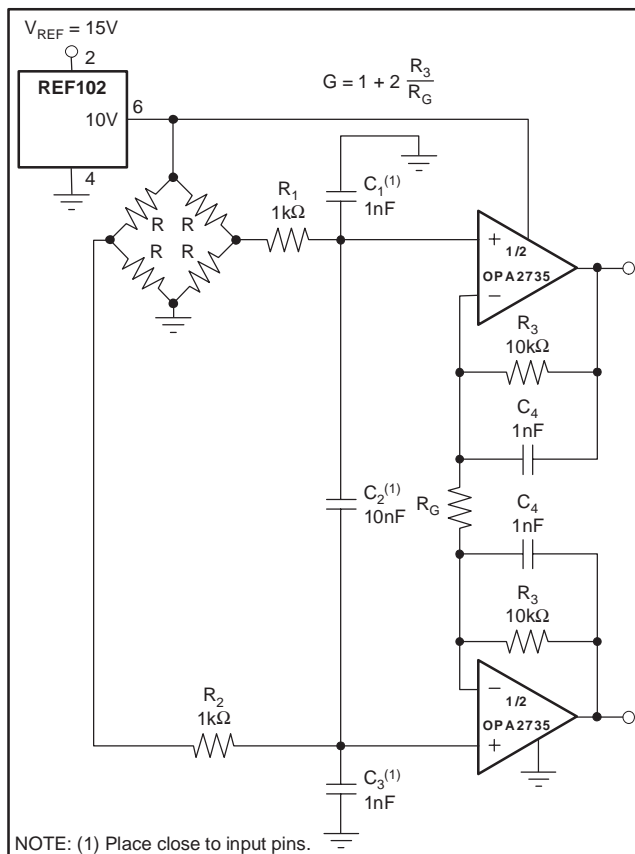 VREF = 15V
2
REF102
10V
6
4
G = 1 + 2 R3/RG
R1
1kΩ
C1(1)
1nF
R R
R R
+
1/2
OPA2735
−
R3
10kΩ
C4
1nF
C2(1)
10nF
RG
C4
1nF
R3
10kΩ
R2
1kΩ
−
1/2
OPA2735
+
C3(1)
1nF
NOTE: (1) Place close to input pins.